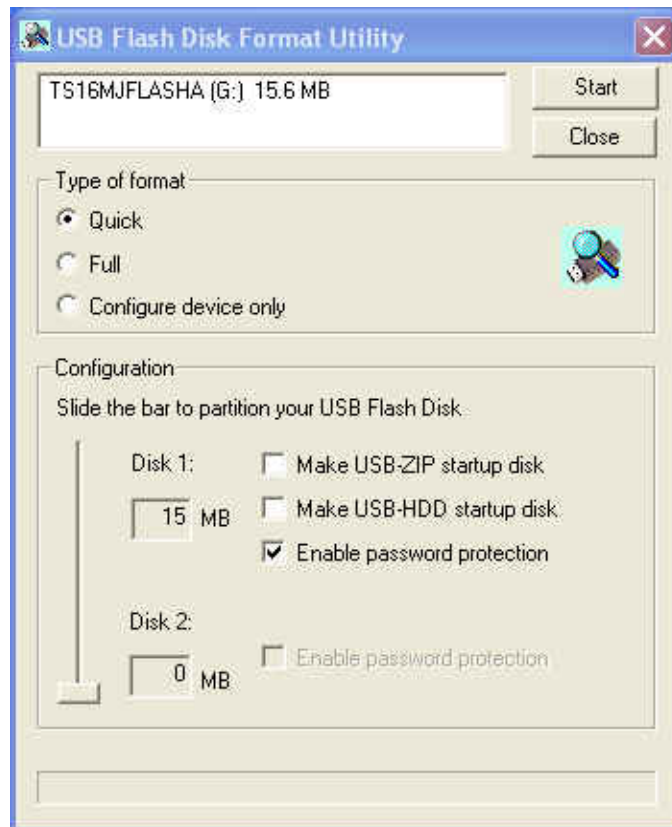 USB Flash Disk Format Utility
TS16MJFLASHA (G:) 15.6 MB
Start
Close
Type of format
Quick
Full
Configure device only
Configuration
Slide the bar to partition your USB Flash Disk
Disk 1:
Make USB-ZIP startup disk
15 MB
Make USB-HDD startup disk
Enable password protection
Disk 2:
0 MB
Enable password protection